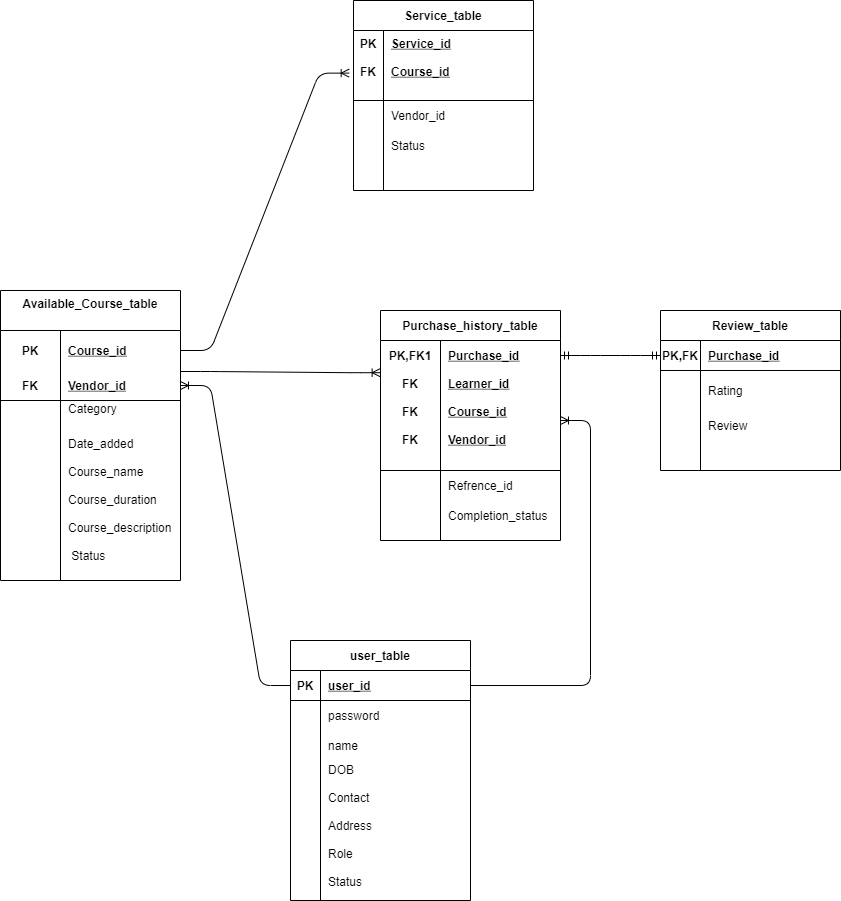 Service_table
PK Service_id
FK Course_id
Vendor_id
Status
Available_Course_table
PK Course_id
FK Vendor_id
Category
Date_added
Course_name
Course_duration
Course_description
Status
Purchase_history_table
PK,FK1 Purchase_id
FK Learner_id
FK Course_id
FK Vendor_id
Refrence_id
Completion_status
Review_table
PK,FK Purchase_id
Rating
Review
user_table
PK user_id
password
name
DOB
Contact
Address
Role
Status